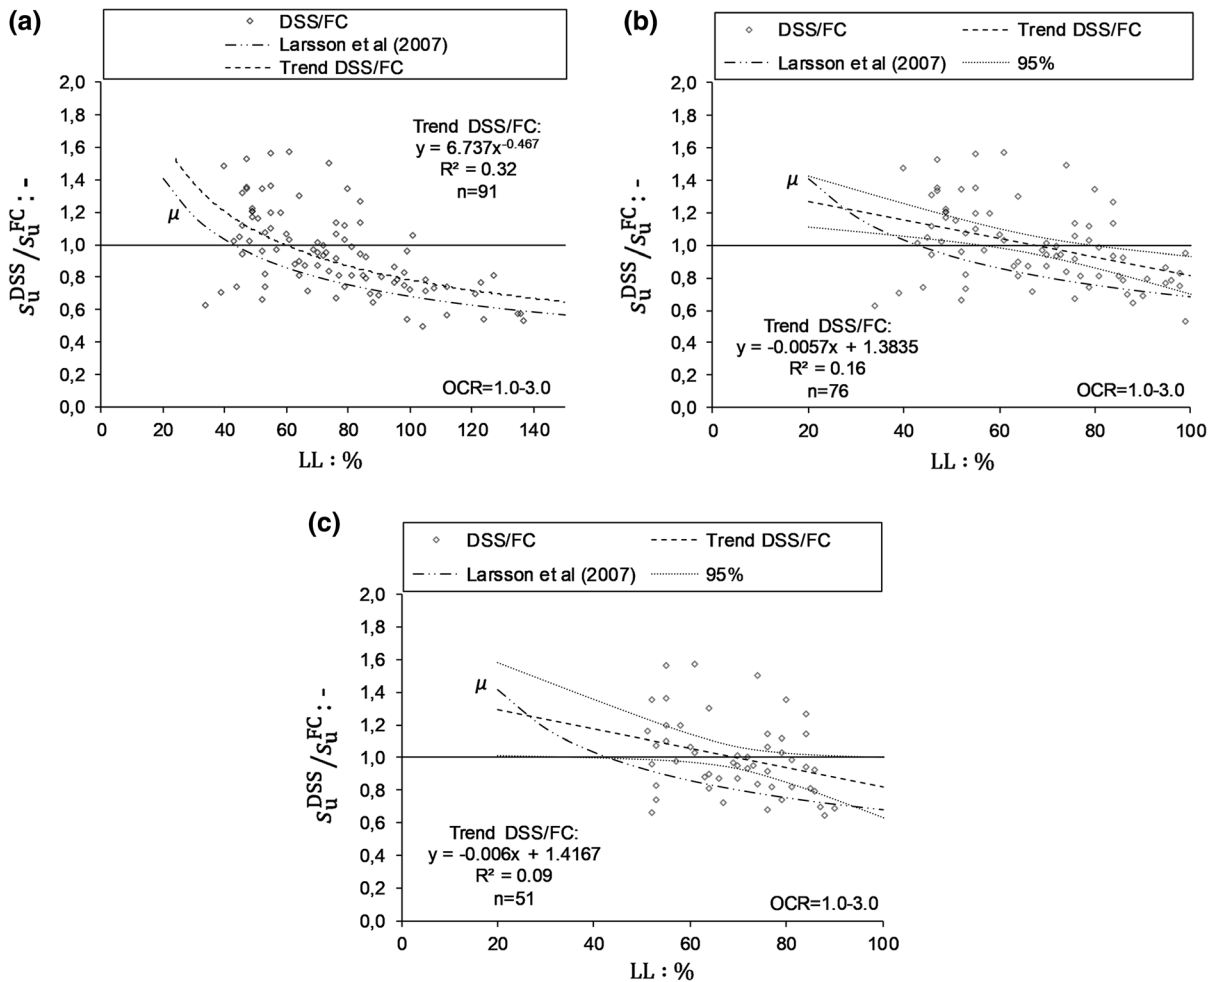 (a)
DSS/FC
Larsson et al (2007)
Trend DSS/FC
2,0
1,8
1,6
1,4
1,2
1,0
0,8
0,6
0,4
0,2
0,0
s_u^DSS/s_u^FC : -
μ
Trend DSS/FC:
y = 6.737x^-0.467
R² = 0.32
n=91
OCR=1.0-3.0
0 20 40 60 80 100 120 140
LL : %
(b)
DSS/FC Trend DSS/FC
Larsson et al (2007) 95%
2,0
1,8
1,6
1,4
1,2
1,0
0,8
0,6
0,4
0,2
0,0
s_u^DSS/s_u^FC : -
μ
Trend DSS/FC:
y = -0.0057x + 1.3835
R² = 0.16
n=76
OCR=1.0-3.0
0 20 40 60 80 100
LL : %
(c)
DSS/FC Trend DSS/FC
Larsson et al (2007) 95%
2,0
1,8
1,6
1,4
1,2
1,0
0,8
0,6
0,4
0,2
0,0
s_u^DSS/s_u^FC : -
μ
Trend DSS/FC:
y = -0.006x + 1.4167
R² = 0.09
n=51
OCR=1.0-3.0
0 20 40 60 80 100
LL : %